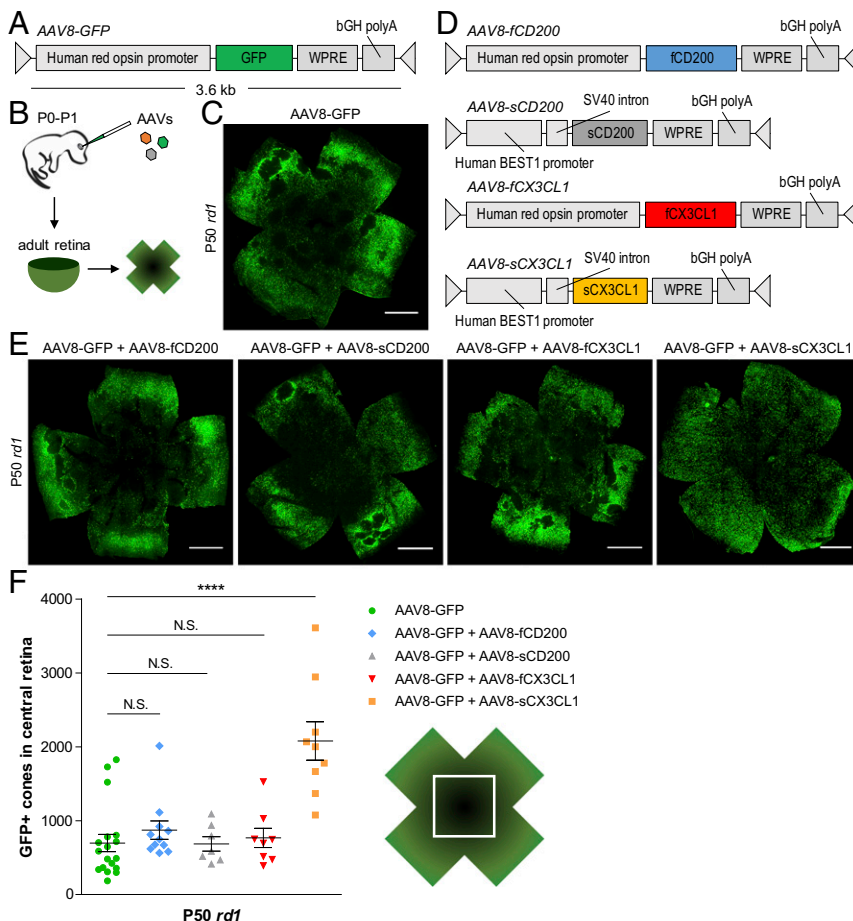 A
AAV8-GFP
bGH polyA
Human red opsin promoter
GFP
WPRE
3.6 kb
B
P0-P1
AAVs
adult retina
C
AAV8-GFP
P50 rd1
D
AAV8-fCD200
bGH polyA
Human red opsin promoter
fCD200
WPRE
AAV8-sCD200
SV40 intron
bGH polyA
sCD200
WPRE
Human BEST1 promoter
AAV8-fCX3CL1
bGH polyA
Human red opsin promoter
fCX3CL1
WPRE
AAV8-sCX3CL1
SV40 intron
bGH polyA
sCX3CL1
WPRE
Human BEST1 promoter
E
AAV8-GFP + AAV8-fCD200
AAV8-GFP + AAV8-sCD200
AAV8-GFP + AAV8-fCX3CL1
AAV8-GFP + AAV8-sCX3CL1
P50 rd1
F
GFP+ cones in central retina
4000
3000
2000
1000
0
****
N.S.
N.S.
N.S.
P50 rd1
AAV8-GFP
AAV8-GFP + AAV8-fCD200
AAV8-GFP + AAV8-sCD200
AAV8-GFP + AAV8-fCX3CL1
AAV8-GFP + AAV8-sCX3CL1